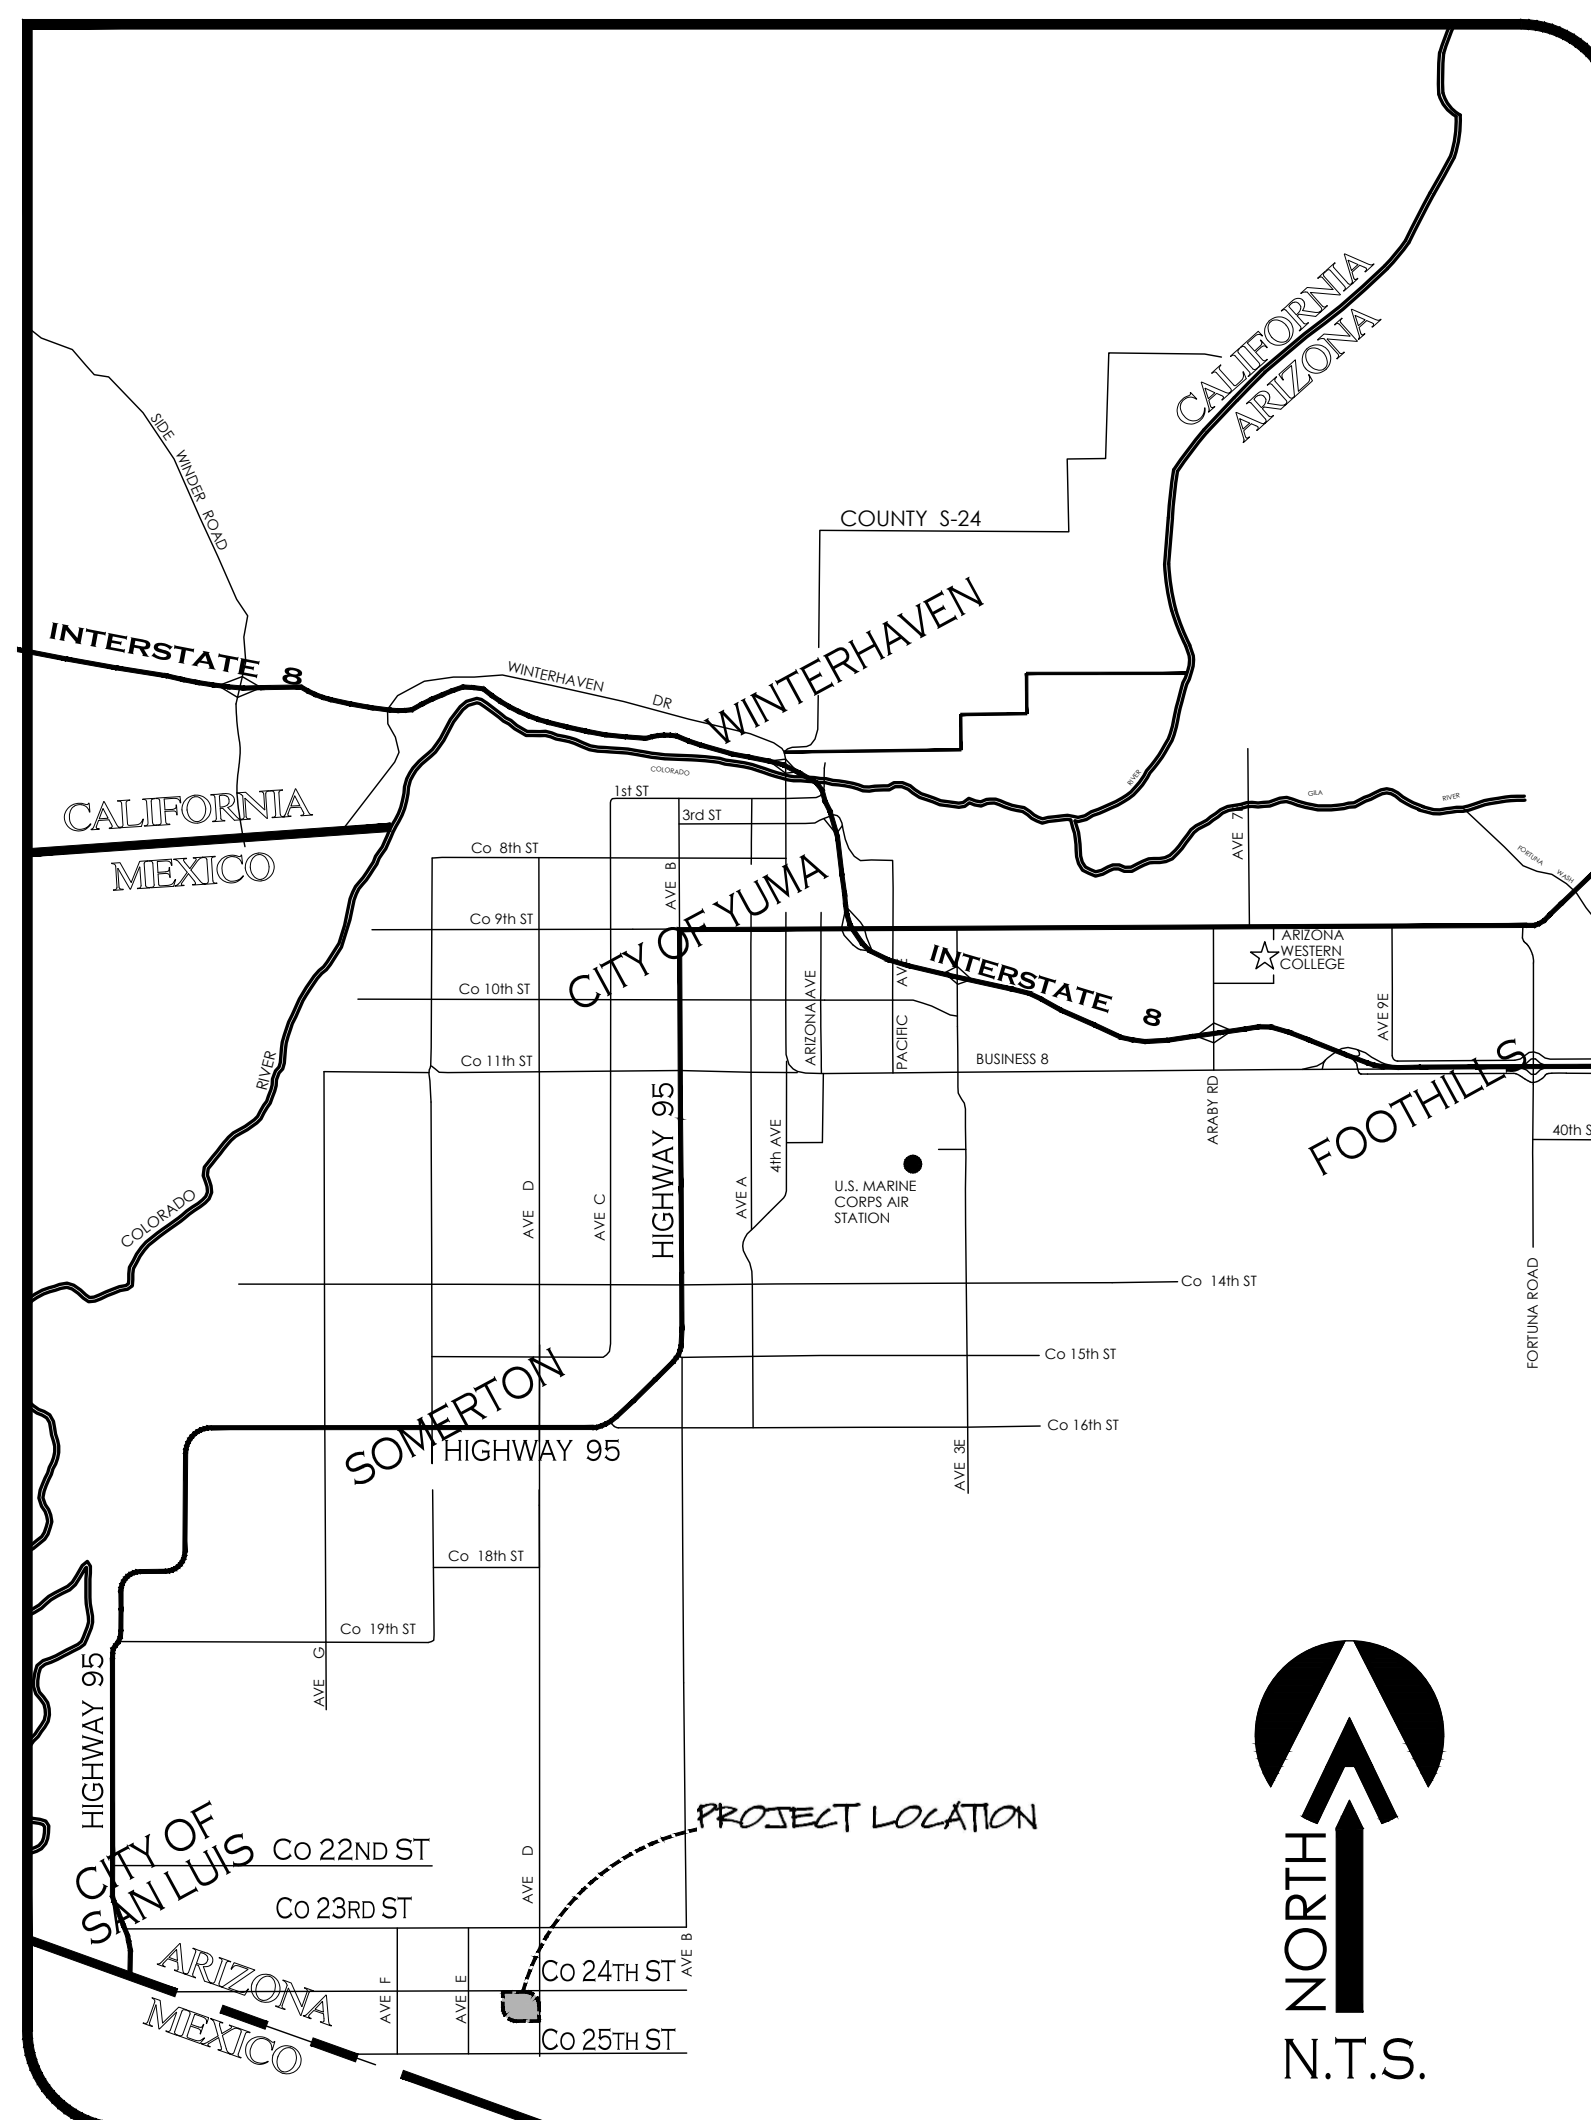 CALIFORNIA
ARIZONA
SIDE WINDER ROAD
COUNTY S-24
INTERSTATE 8
WINTERHAVEN DR
WINTERHAVEN
COLORADO
RIVER
GILA
RIVER
1st ST
3rd ST
CALIFORNIA
MEXICO
AVE 7
FORTUNA WASH
Co 8th ST
AVE B
CITY OF YUMA
Co 9th ST
INTERSTATE 8
ARIZONA
WESTERN
COLLEGE
Co 10th ST
ARIZONA AVE
PACIFIC AVE
AVE 9E
Co 11th ST
BUSINESS 8
FOOTHILLS
RIVER
COLORADO
HIGHWAY 95
4th AVE
ARABY RD
40th S
AVE D
AVE C
AVE A
U.S. MARINE
CORPS AIR
STATION
Co 14th ST
FORTUNA ROAD
Co 15th ST
SOMERTON
HIGHWAY 95
Co 16th ST
AVE 3E
Co 18th ST
Co 19th ST
AVE G
HIGHWAY 95
PROJECT LOCATION
CITY OF
SAN LUIS
Co 22ND ST
AVE D
Co 23RD ST
ARIZONA
MEXICO
AVE F
AVE E
Co 24TH ST
AVE B
Co 25TH ST
NORTH
N.T.S.